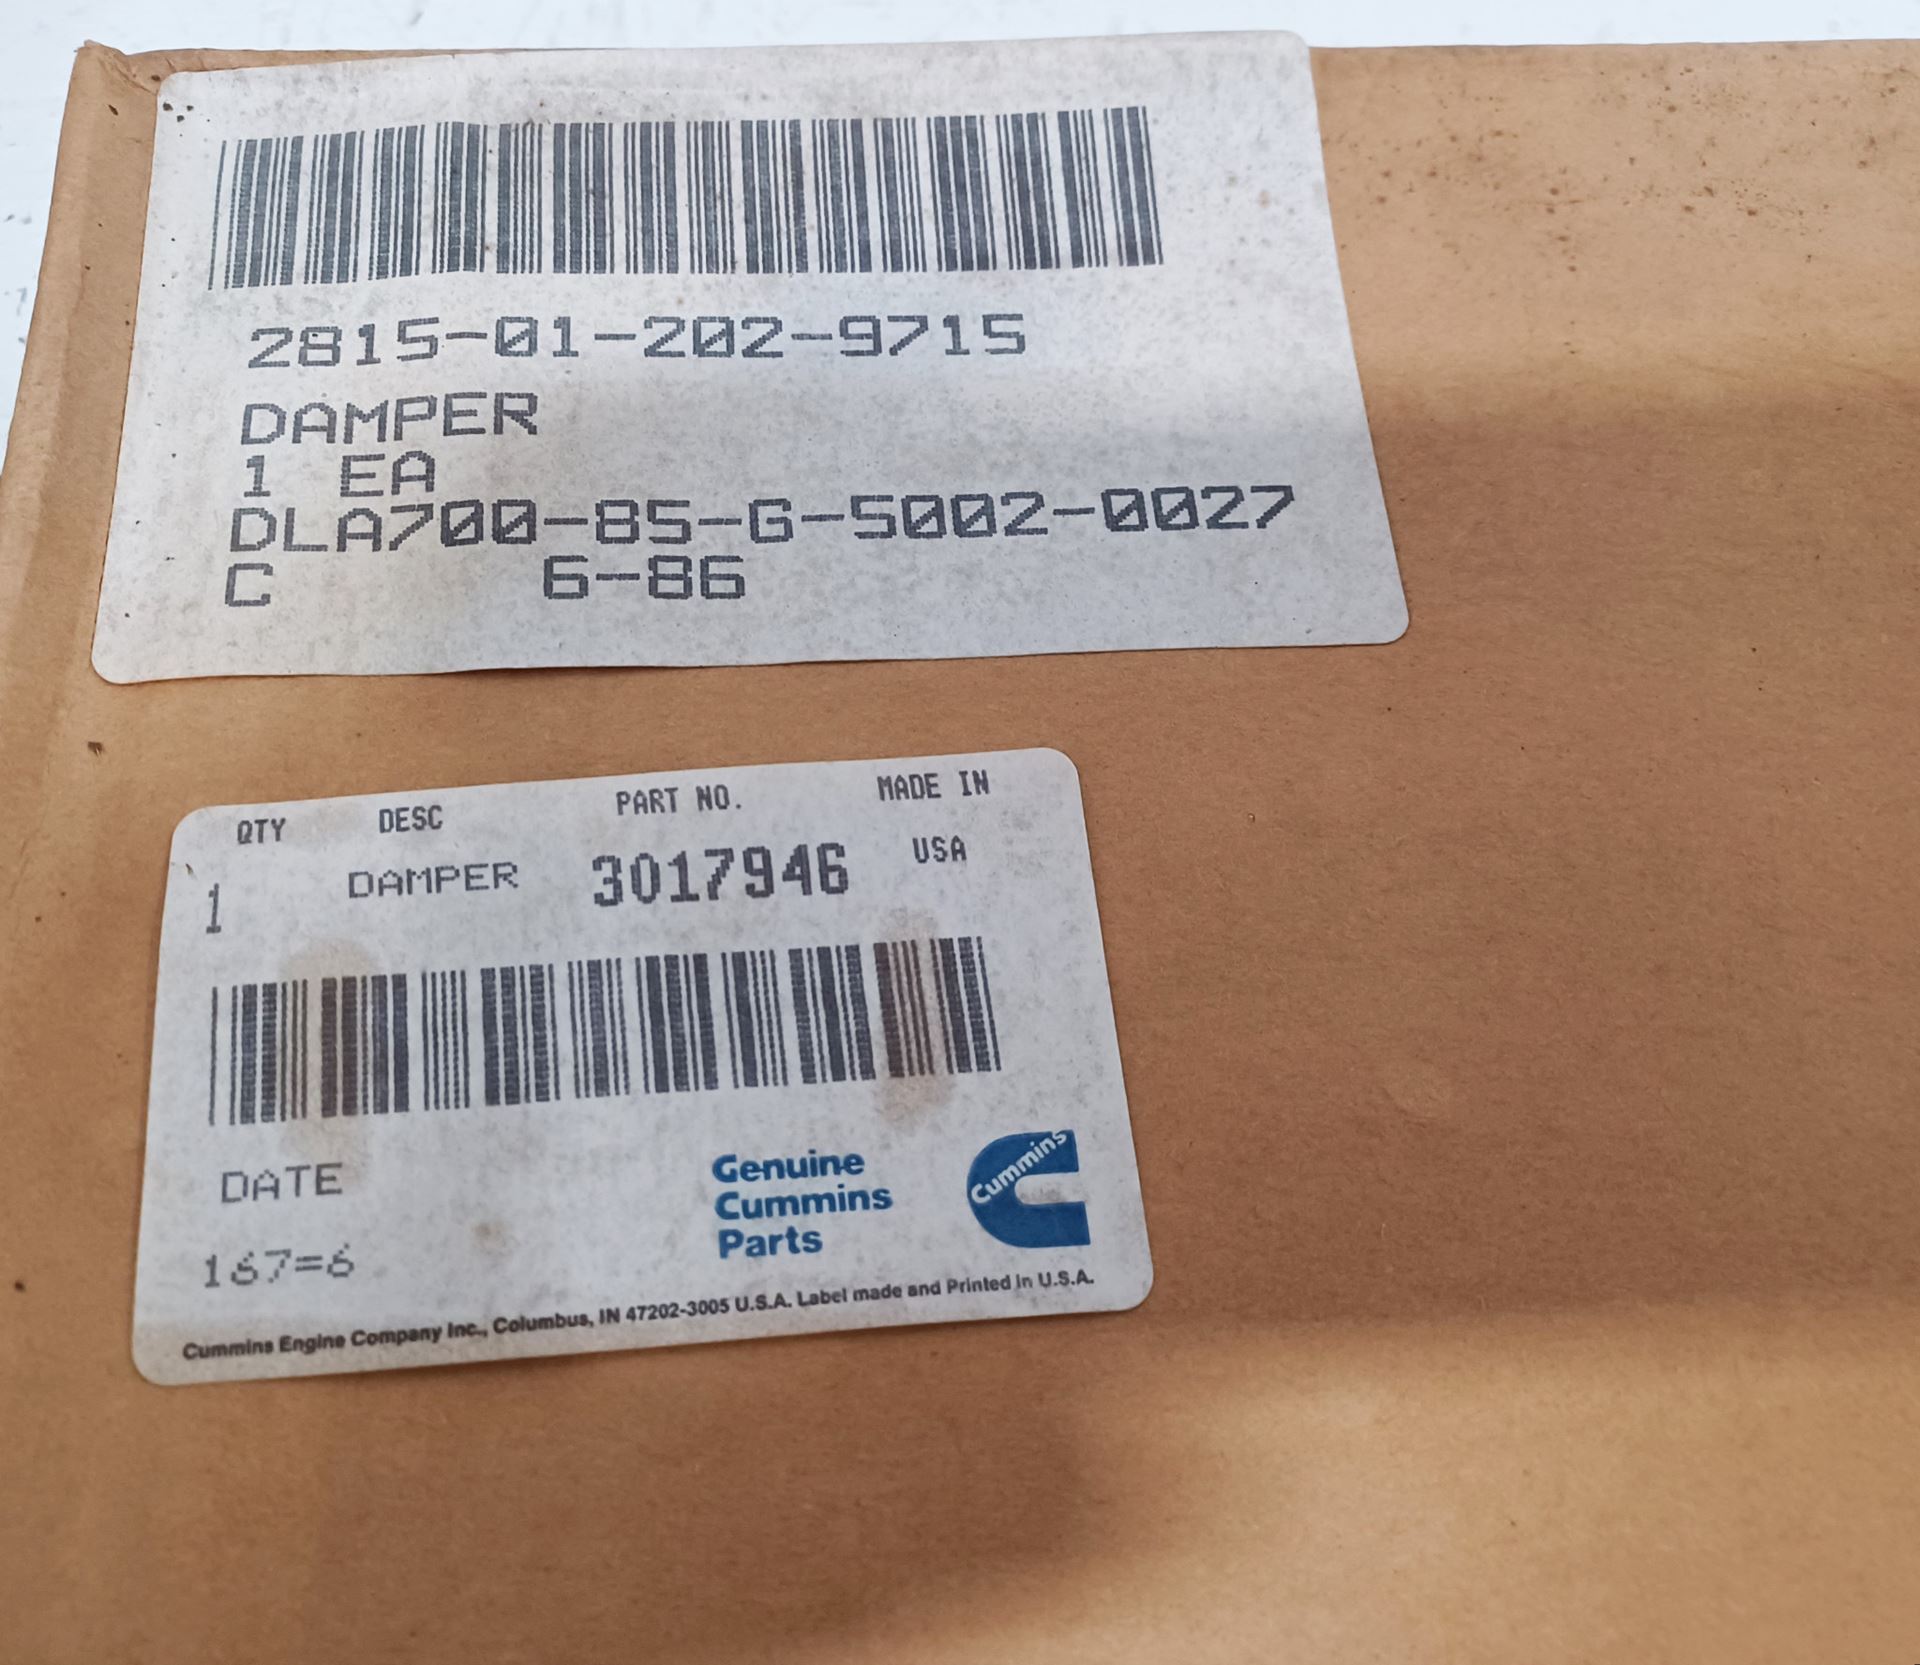 2815-01-202-9715
DAMPER
1 EA
DLA700-85-G-5002-0027
C 6-86
QTY DESC PART NO. MADE IN
1 DAMPER 3017946 USA
DATE
167=6
Genuine
Cummins
Parts
Cummins
Cummins Engine Company Inc., Columbus, IN 47202-3005 U.S.A. Label made and Printed in U.S.A.